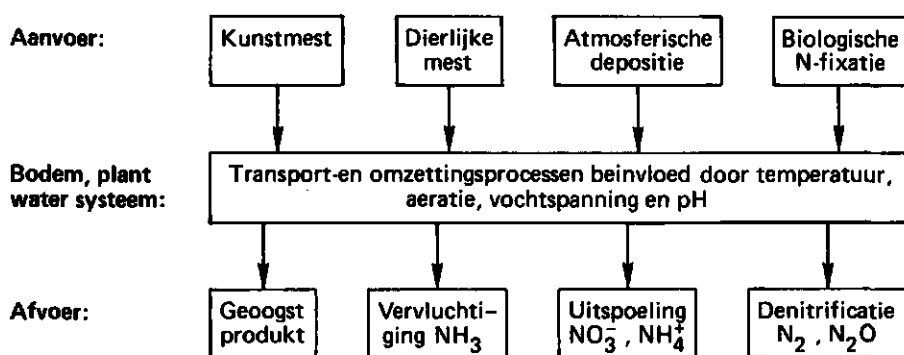 Aanvoer:
Kunstmest
Dierlijke
mest
Atmosferische
depositie
Biologische
N-fixatie
Bodem, plant
water systeem:
Transport-en omzettingsprocessen beinvloed door temperatuur,
aeratie, vochtspanning en pH
Afvoer:
Geoogst
produkt
Vervluchti-
ging NH₃
Uitspoeling
NO₃⁻, NH₄⁺
Denitrificatie
N₂, N₂O